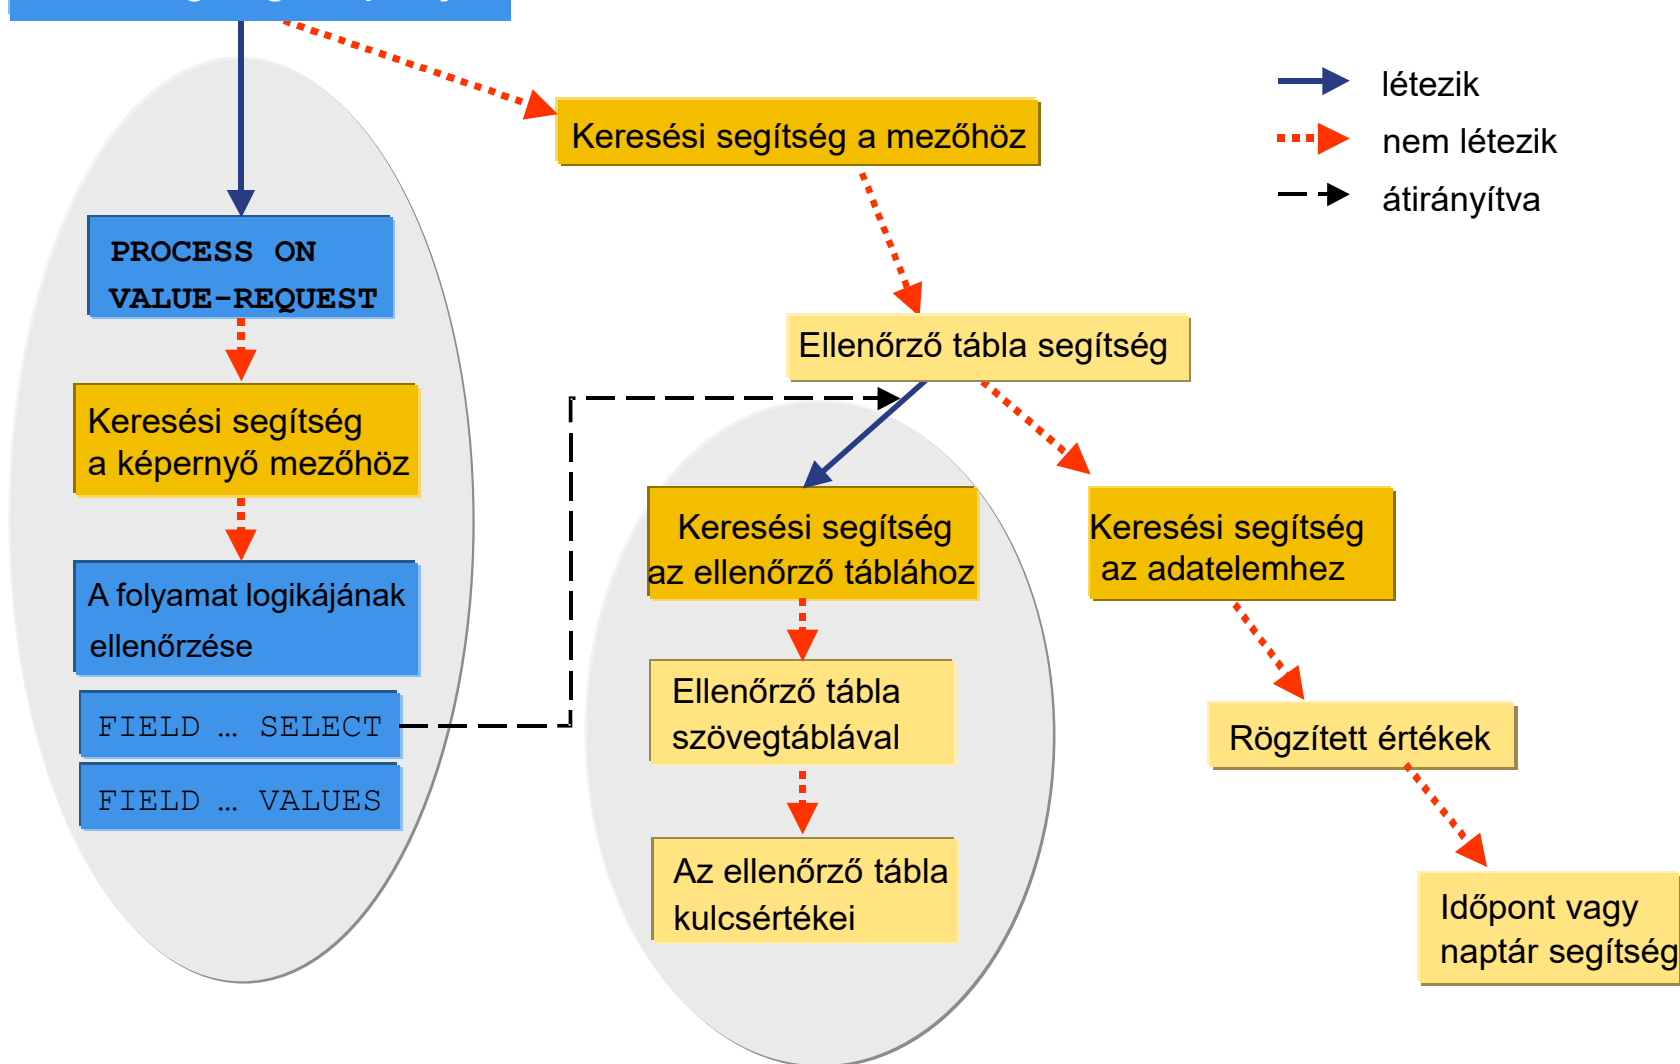 létezik
Keresési segítség a mezőhöz
nem létezik
átirányítva
PROCESS ON
VALUE-REQUEST
Ellenőrző tábla segítség
Keresési segítség
a képernyő mezőhöz
Keresési segítség
az ellenőrző táblához
Keresési segítség
az adatelemhez
A folyamat logikájának
ellenőrzése
Ellenőrző tábla
szövegtáblával
FIELD … SELECT
Rögzített értékek
FIELD … VALUES
Az ellenőrző tábla
kulcsértékei
Időpont vagy
naptár segítség